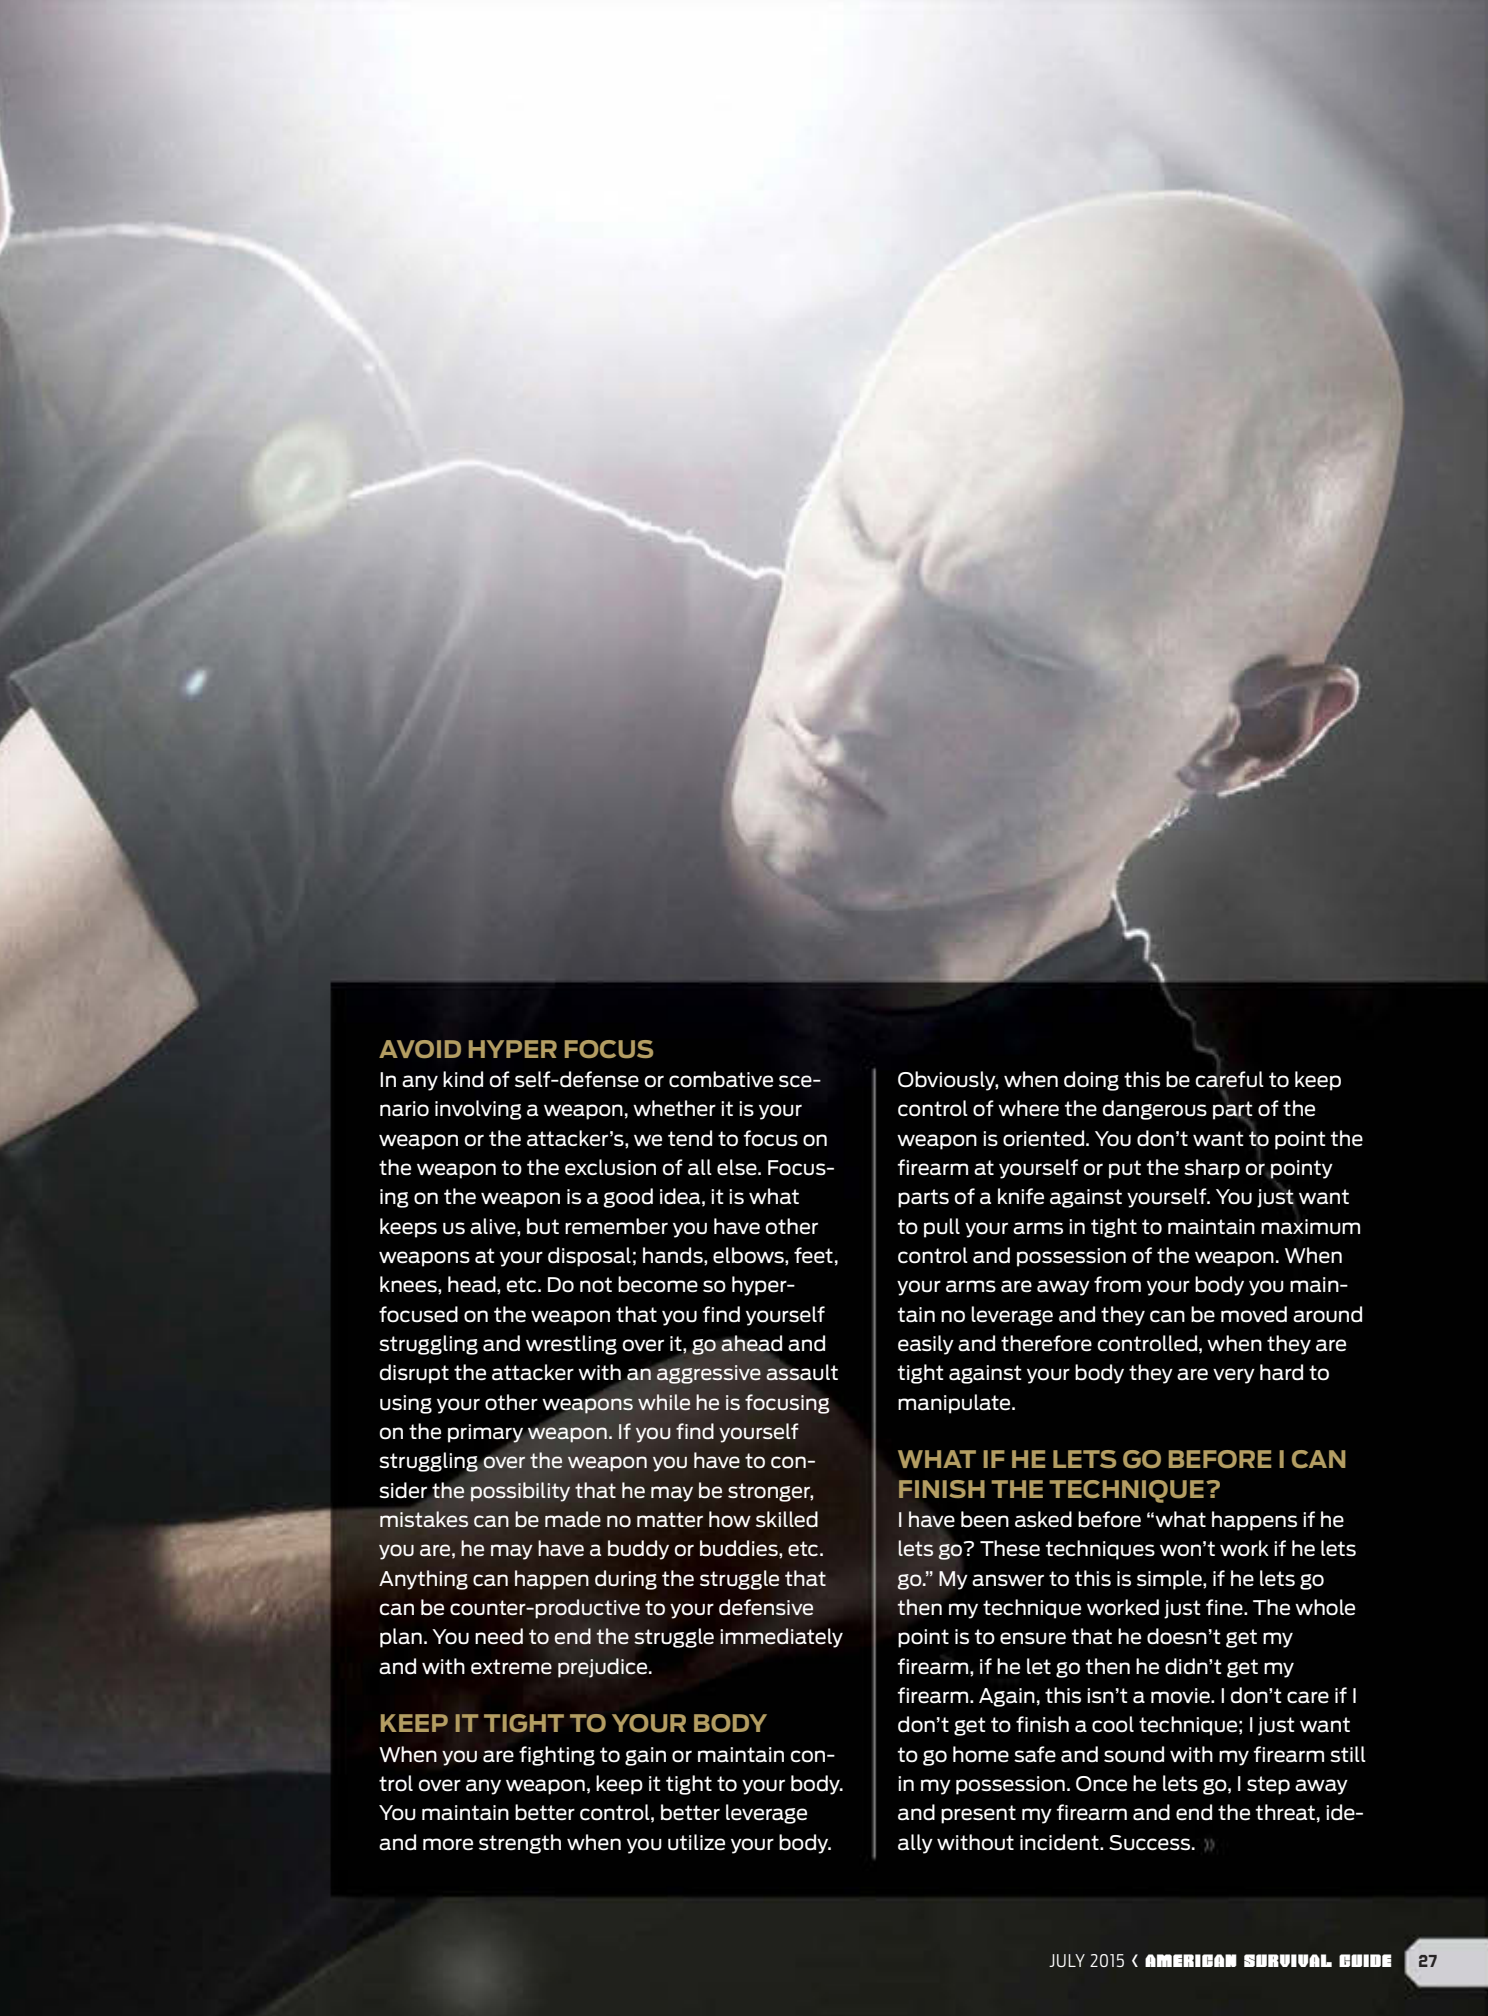 AVOID HYPER FOCUS
In any kind of self-defense or combative sce-
nario involving a weapon, whether it is your
weapon or the attacker’s, we tend to focus on
the weapon to the exclusion of all else. Focus-
ing on the weapon is a good idea, it is what
keeps us alive, but remember you have other
weapons at your disposal; hands, elbows, feet,
knees, head, etc. Do not become so hyper-
focused on the weapon that you find yourself
struggling and wrestling over it, go ahead and
disrupt the attacker with an aggressive assault
using your other weapons while he is focusing
on the primary weapon. If you find yourself
struggling over the weapon you have to con-
sider the possibility that he may be stronger,
mistakes can be made no matter how skilled
you are, he may have a buddy or buddies, etc.
Anything can happen during the struggle that
can be counter-productive to your defensive
plan. You need to end the struggle immediately
and with extreme prejudice.
KEEP IT TIGHT TO YOUR BODY
When you are fighting to gain or maintain con-
trol over any weapon, keep it tight to your body.
You maintain better control, better leverage
and more strength when you utilize your body.
Obviously, when doing this be careful to keep
control of where the dangerous part of the
weapon is oriented. You don’t want to point the
firearm at yourself or put the sharp or pointy
parts of a knife against yourself. You just want
to pull your arms in tight to maintain maximum
control and possession of the weapon. When
your arms are away from your body you main-
tain no leverage and they can be moved around
easily and therefore controlled, when they are
tight against your body they are very hard to
manipulate.
WHAT IF HE LETS GO BEFORE I CAN
FINISH THE TECHNIQUE?
I have been asked before “what happens if he
lets go? These techniques won’t work if he lets
go.” My answer to this is simple, if he lets go
then my technique worked just fine. The whole
point is to ensure that he doesn’t get my
firearm, if he let go then he didn’t get my
firearm. Again, this isn’t a movie. I don’t care if I
don’t get to finish a cool technique; I just want
to go home safe and sound with my firearm still
in my possession. Once he lets go, I step away
and present my firearm and end the threat, ide-
ally without incident. Success. »
JULY 2015 ‹ AMERICAN SURVIVAL GUIDE 27